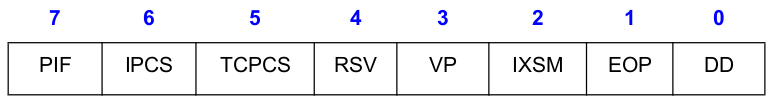 7 6 5 4 3 2 1 0
PIF IPCS TCPCS RSV VP IXSM EOP DD